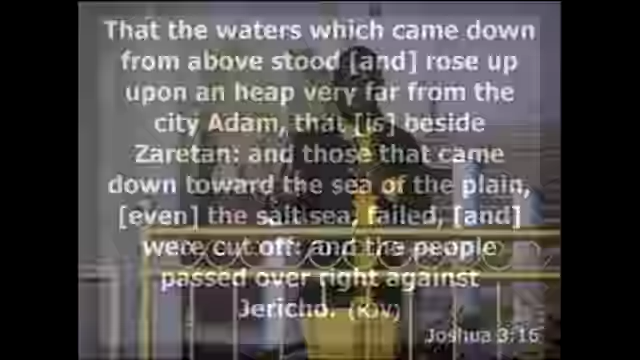 That the waters which came down
from above stood [and] rose up
upon an heap very far from the
city Adam, that [is] beside
Zaretan: and those that came
down toward the sea of the plain,
[even] the salt sea, failed, [and]
were cut off: and the people
passed over right against
Jericho. (KJV)
Joshua 3:16